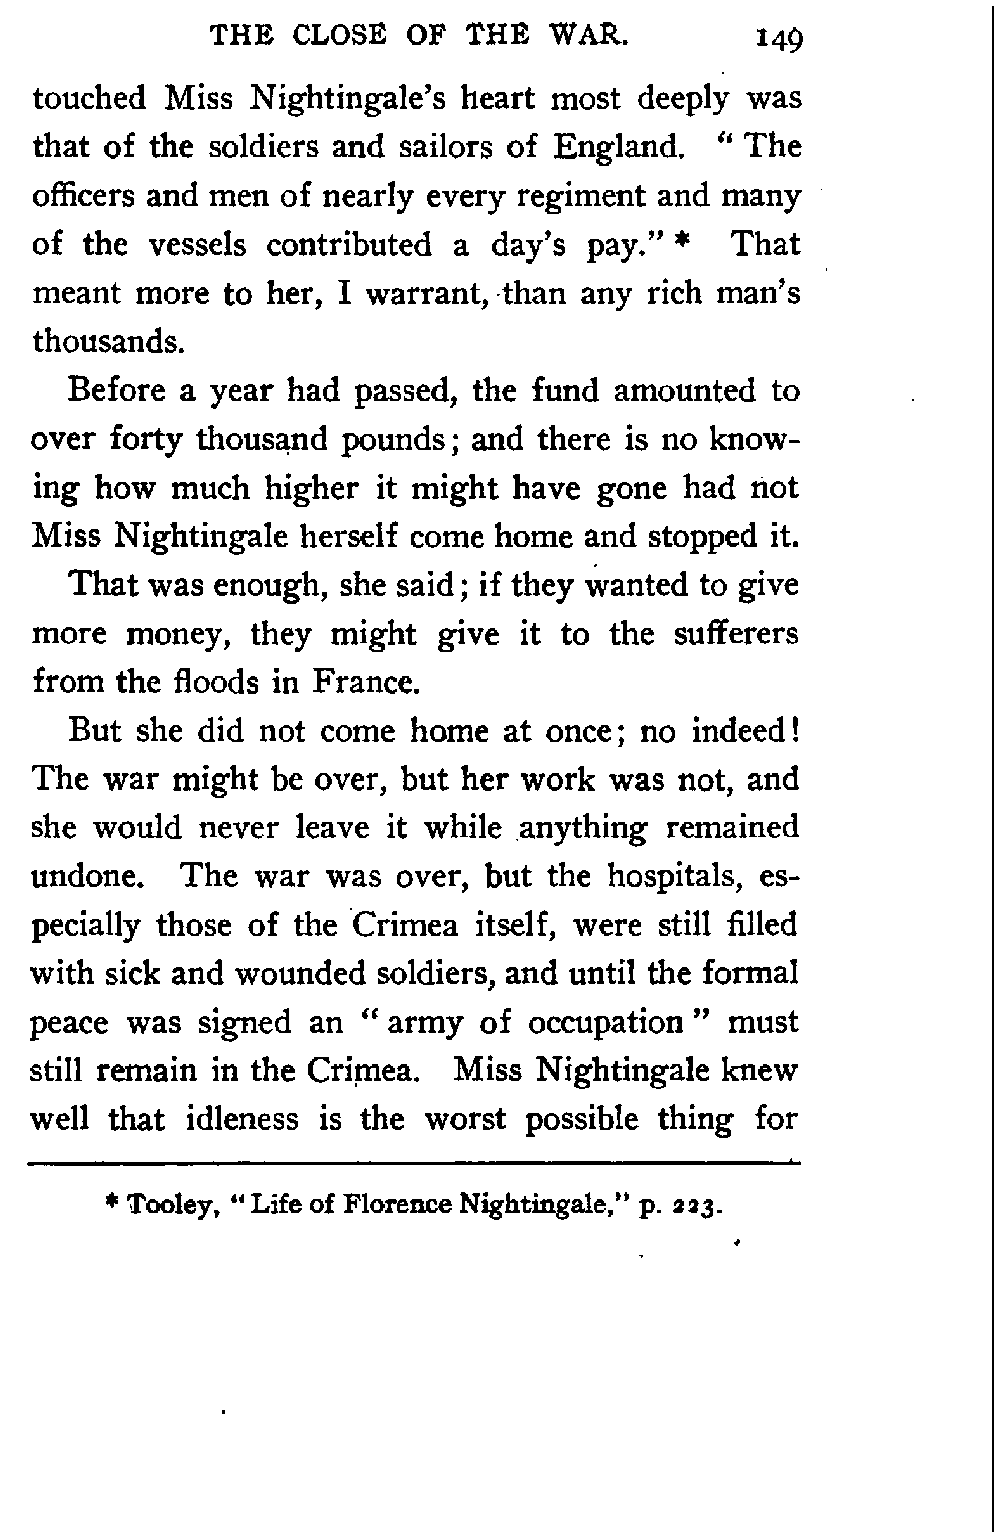 THE CLOSE OF THE WAR. 149
touched Miss Nightingale's heart most deeply was
that of the soldiers and sailors of England. " The
officers and men of nearly every regiment and many
of the vessels contributed a day's pay." * That
meant more to her, I warrant, than any rich man's
thousands.
Before a year had passed, the fund amounted to
over forty thousand pounds; and there is no know-
ing how much higher it might have gone had not
Miss Nightingale herself come home and stopped it.
That was enough, she said; if they wanted to give
more money, they might give it to the sufferers
from the floods in France.
But she did not come home at once; no indeed!
The war might be over, but her work was not, and
she would never leave it while anything remained
undone. The war was over, but the hospitals, es-
pecially those of the Crimea itself, were still filled
with sick and wounded soldiers, and until the formal
peace was signed an " army of occupation " must
still remain in the Crimea. Miss Nightingale knew
well that idleness is the worst possible thing for
* Tooley, "Life of Florence Nightingale," p. 223.